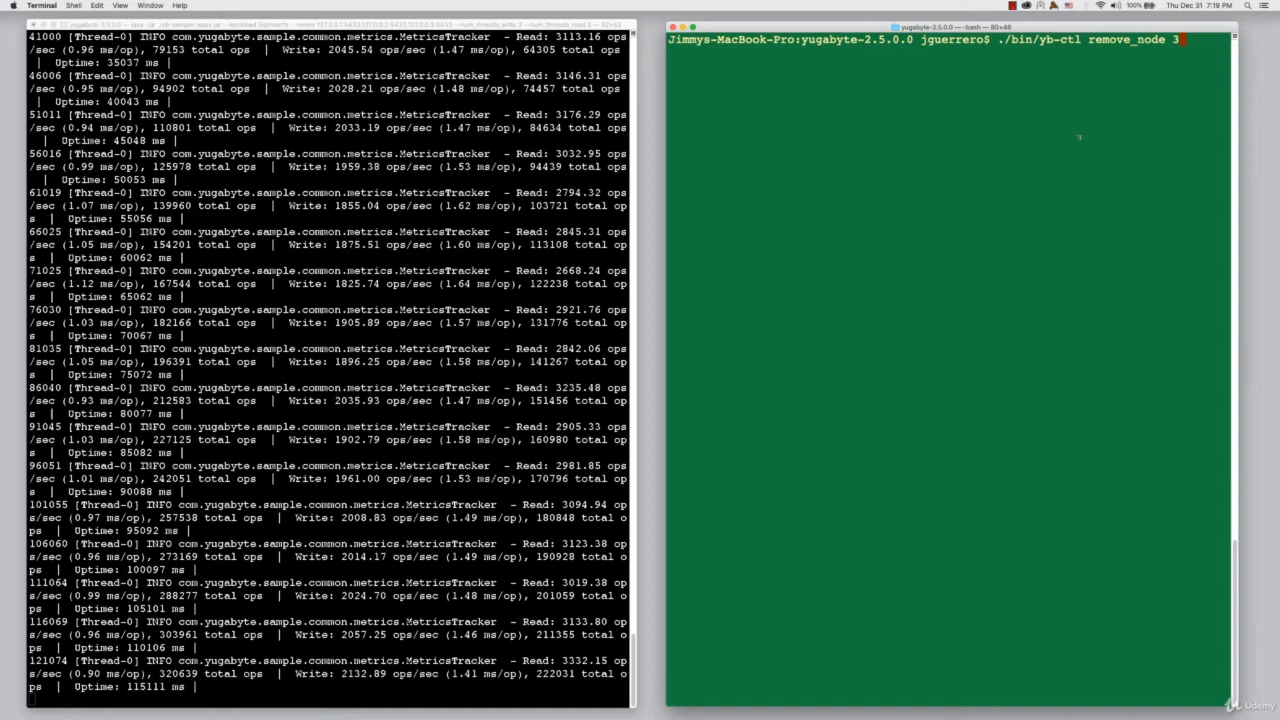 Terminal Shell Edit View Window Help
100%
Thu Dec 31 7:19 PM
41000 [Thread-0] INFO com.yugabyte.sample.common.metrics.MetricsTracker - Read: 3113.16 ops
/sec (0.96 ms/op), 79153 total ops | Write: 2045.54 ops/sec (1.47 ms/op), 64305 total ops
| Uptime: 35037 ms |
46006 [Thread-0] INFO com.yugabyte.sample.common.metrics.MetricsTracker - Read: 3146.31 ops
/sec (0.95 ms/op), 94902 total ops | Write: 2028.21 ops/sec (1.48 ms/op), 74457 total ops
| Uptime: 40043 ms |
51011 [Thread-0] INFO com.yugabyte.sample.common.metrics.MetricsTracker - Read: 3176.29 ops
/sec (0.94 ms/op), 110801 total ops | Write: 2033.19 ops/sec (1.47 ms/op), 84634 total ops
| Uptime: 45048 ms |
56016 [Thread-0] INFO com.yugabyte.sample.common.metrics.MetricsTracker - Read: 3032.95 ops
/sec (0.99 ms/op), 125978 total ops | Write: 1959.38 ops/sec (1.53 ms/op), 94439 total ops
| Uptime: 50053 ms |
61019 [Thread-0] INFO com.yugabyte.sample.common.metrics.MetricsTracker - Read: 2794.32 ops
/sec (1.07 ms/op), 139960 total ops | Write: 1855.04 ops/sec (1.62 ms/op), 103721 total op
s | Uptime: 55056 ms |
66025 [Thread-0] INFO com.yugabyte.sample.common.metrics.MetricsTracker - Read: 2845.31 ops
/sec (1.05 ms/op), 154201 total ops | Write: 1875.51 ops/sec (1.60 ms/op), 113108 total op
s | Uptime: 60062 ms |
71025 [Thread-0] INFO com.yugabyte.sample.common.metrics.MetricsTracker - Read: 2668.24 ops
/sec (1.12 ms/op), 167544 total ops | Write: 1825.74 ops/sec (1.64 ms/op), 122238 total op
s | Uptime: 65062 ms |
76030 [Thread-0] INFO com.yugabyte.sample.common.metrics.MetricsTracker - Read: 2921.76 ops
/sec (1.03 ms/op), 182166 total ops | Write: 1905.89 ops/sec (1.57 ms/op), 131776 total op
s | Uptime: 70067 ms |
81035 [Thread-0] INFO com.yugabyte.sample.common.metrics.MetricsTracker - Read: 2842.06 ops
/sec (1.05 ms/op), 196391 total ops | Write: 1896.25 ops/sec (1.58 ms/op), 141267 total op
s | Uptime: 75072 ms |
86040 [Thread-0] INFO com.yugabyte.sample.common.metrics.MetricsTracker - Read: 3235.48 ops
/sec (0.93 ms/op), 212583 total ops | Write: 2035.93 ops/sec (1.47 ms/op), 151456 total op
s | Uptime: 80077 ms |
91045 [Thread-0] INFO com.yugabyte.sample.common.metrics.MetricsTracker - Read: 2905.33 ops
/sec (1.03 ms/op), 227125 total ops | Write: 1902.79 ops/sec (1.58 ms/op), 160980 total op
s | Uptime: 85082 ms |
96051 [Thread-0] INFO com.yugabyte.sample.common.metrics.MetricsTracker - Read: 2981.85 ops
/sec (1.01 ms/op), 242051 total ops | Write: 1961.00 ops/sec (1.53 ms/op), 170796 total op
s | Uptime: 90088 ms |
101055 [Thread-0] INFO com.yugabyte.sample.common.metrics.MetricsTracker - Read: 3094.94 op
s/sec (0.97 ms/op), 257538 total ops | Write: 2008.83 ops/sec (1.49 ms/op), 180848 total o
ps | Uptime: 95092 ms |
106060 [Thread-0] INFO com.yugabyte.sample.common.metrics.MetricsTracker - Read: 3123.38 op
s/sec (0.96 ms/op), 273169 total ops | Write: 2014.17 ops/sec (1.49 ms/op), 190928 total o
ps | Uptime: 100097 ms |
111064 [Thread-0] INFO com.yugabyte.sample.common.metrics.MetricsTracker - Read: 3019.38 op
s/sec (0.99 ms/op), 288277 total ops | Write: 2024.70 ops/sec (1.48 ms/op), 201059 total o
ps | Uptime: 105101 ms |
116069 [Thread-0] INFO com.yugabyte.sample.common.metrics.MetricsTracker - Read: 3133.80 op
s/sec (0.96 ms/op), 303961 total ops | Write: 2057.25 ops/sec (1.46 ms/op), 211355 total o
ps | Uptime: 110106 ms |
121074 [Thread-0] INFO com.yugabyte.sample.common.metrics.MetricsTracker - Read: 3332.15 op
s/sec (0.90 ms/op), 320639 total ops | Write: 2132.89 ops/sec (1.41 ms/op), 222031 total o
ps | Uptime: 115111 ms |
yugabyte-2.5.0.0 — -bash — 80×48
Jimmys-MacBook-Pro:yugabyte-2.5.0.0 jguerrero$ ./bin/yb-ctl remove_node 3
Udemy